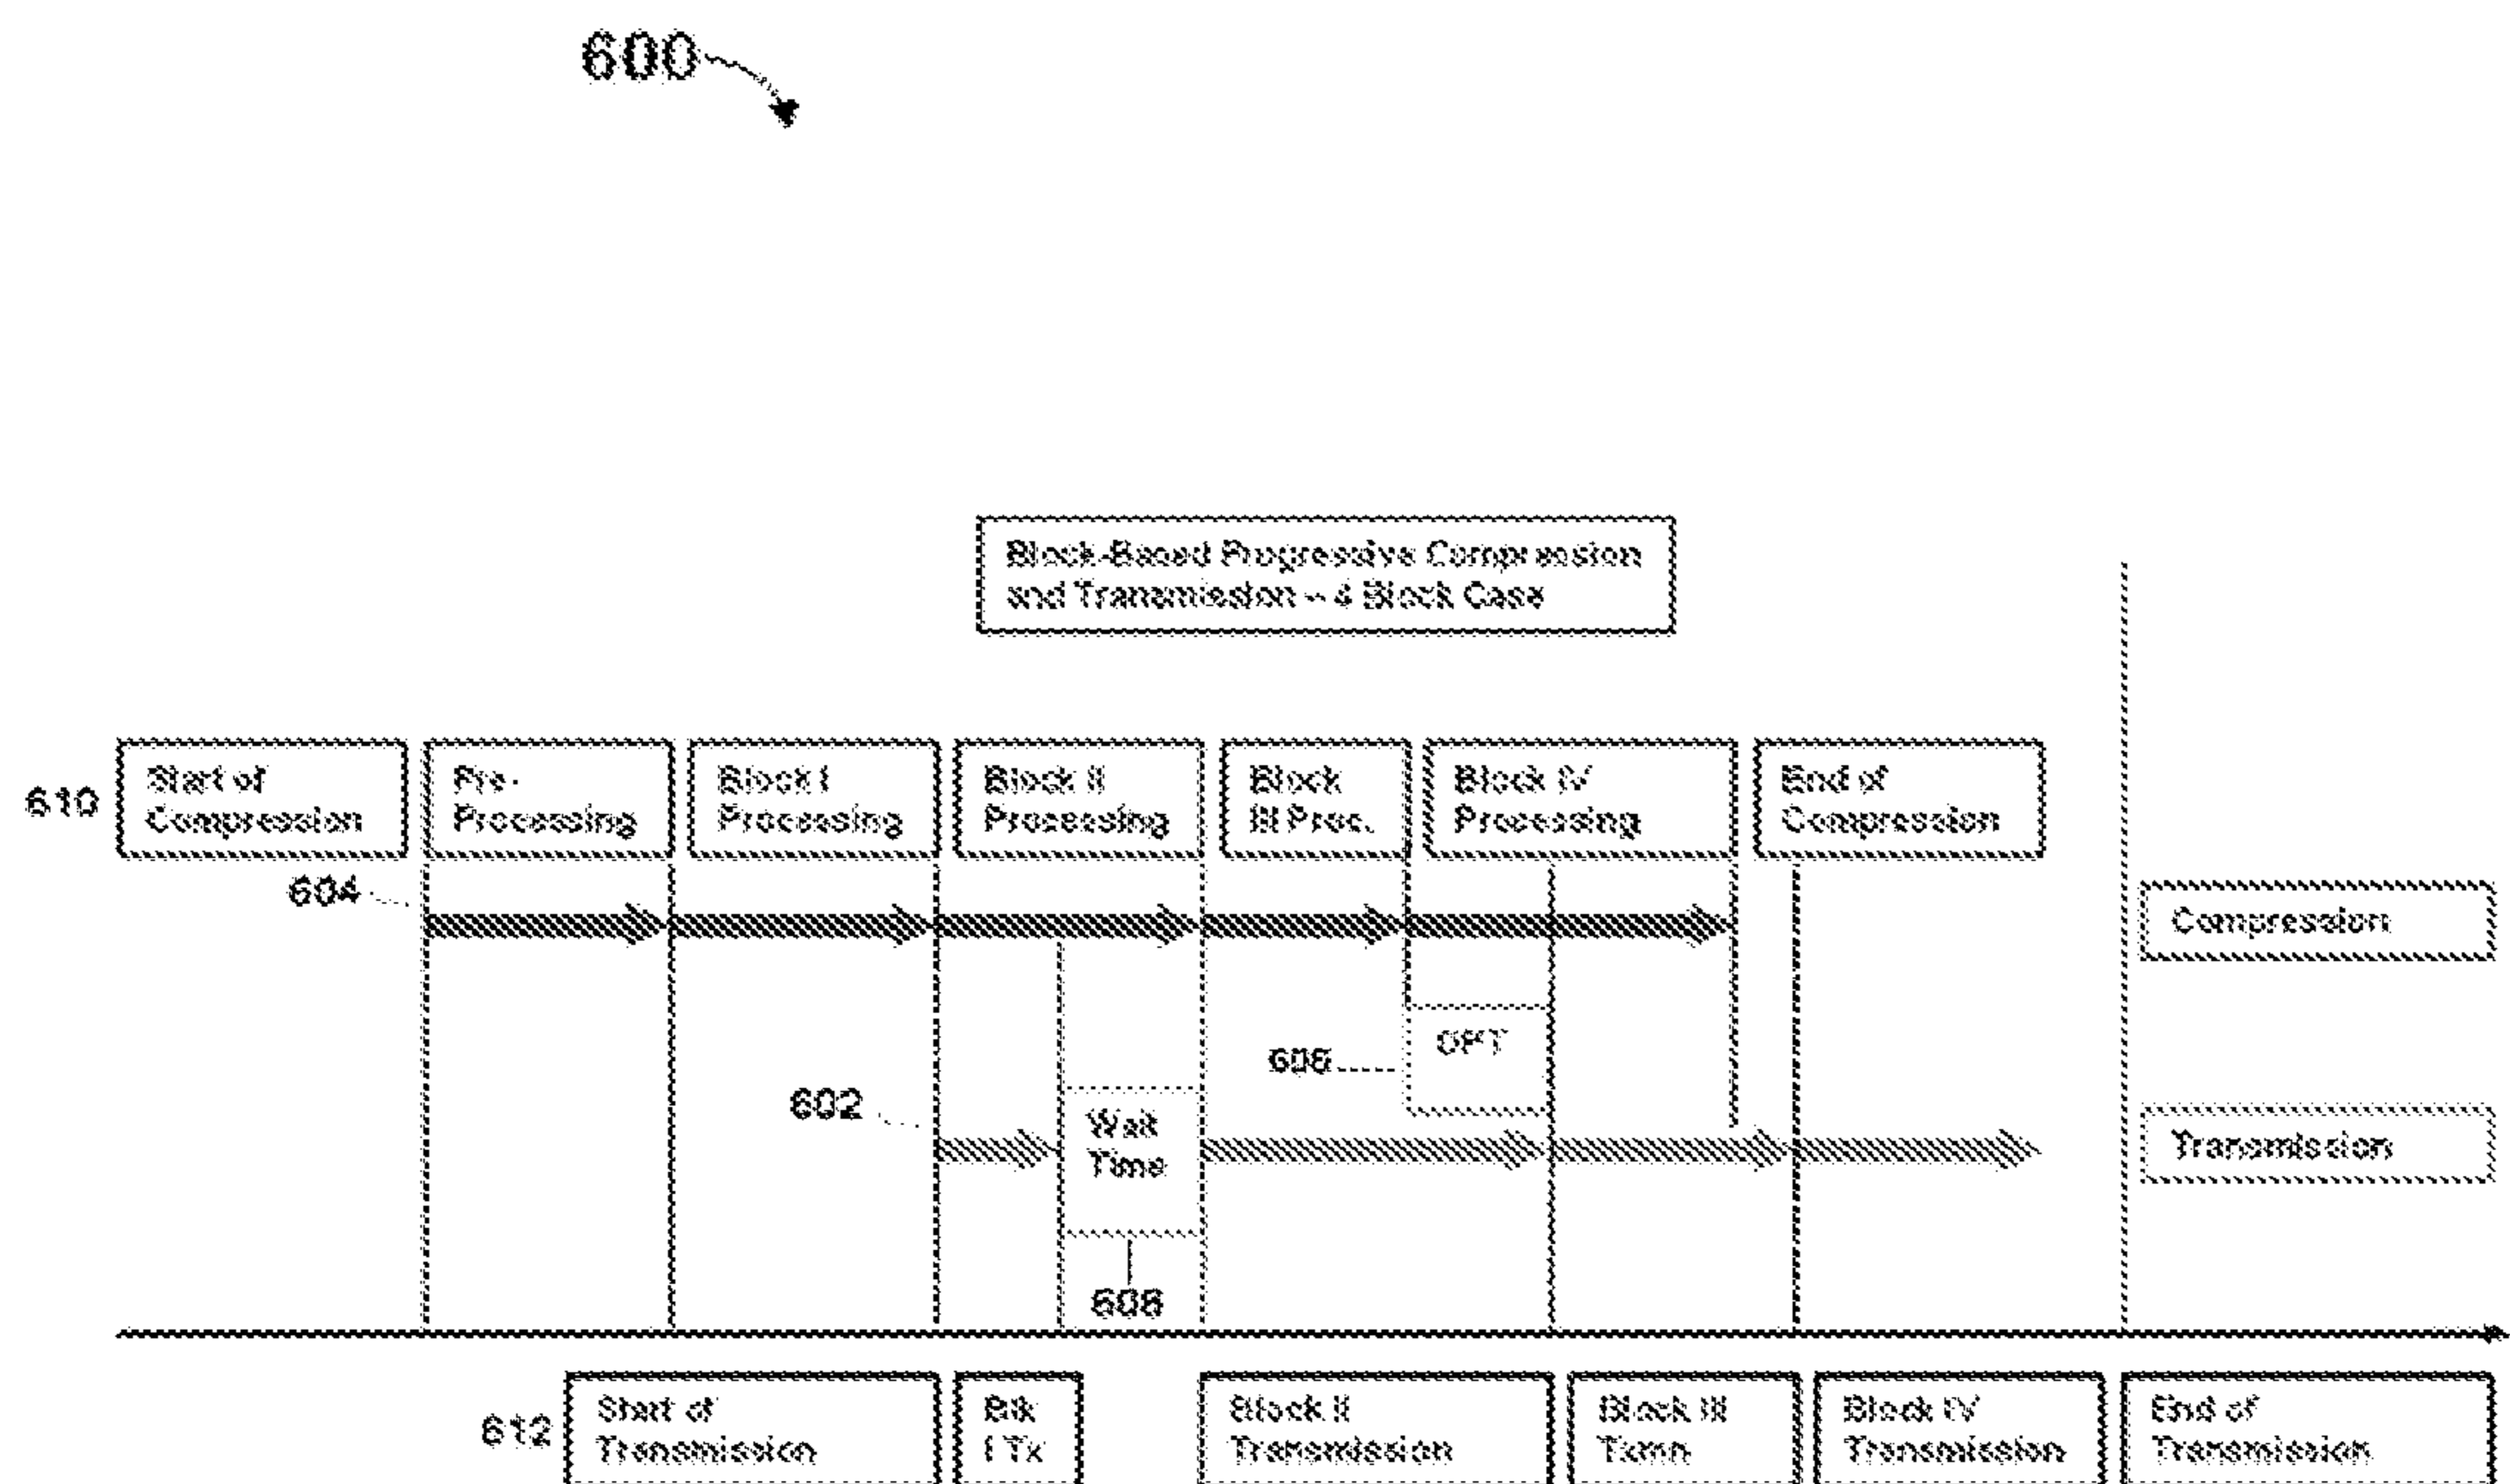 600
Block-Based Progressive Compression
and Transmission - 4 Block Case
610
Start of
Compression
Pre-
Processing
Block I
Processing
Block II
Processing
Block
III Proc.
Block IV
Processing
End of
Compression
604
Compression
OPT
602
Wait
Time
Transmission
612
Start of
Transmission
Blk
I Tx
Block II
Transmission
Block III
Txmn
Block IV
Transmission
End of
Transmission